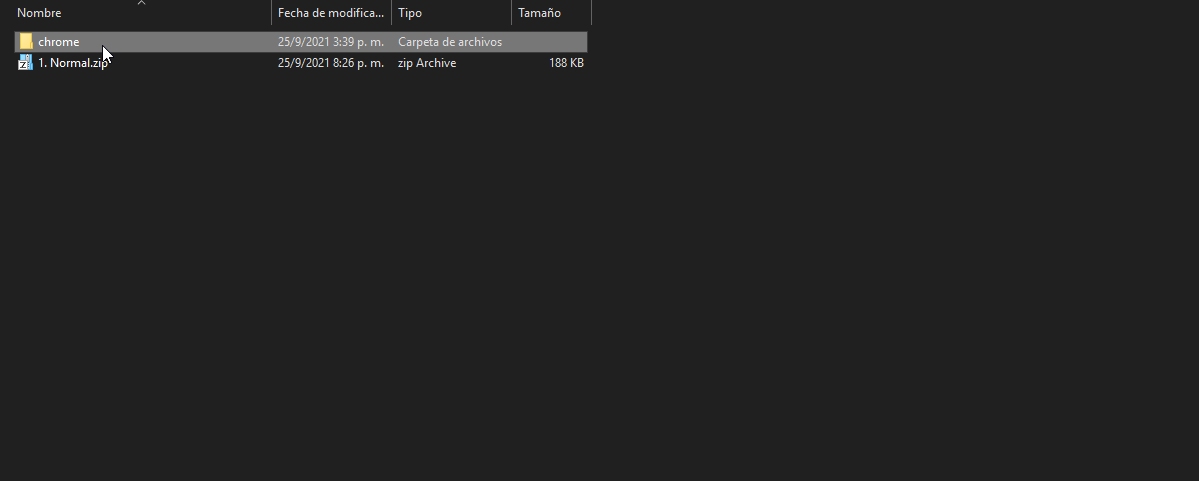 Nombre Fecha de modifica... Tipo Tamaño
chrome 25/9/2021 3:39 p. m. Carpeta de archivos
1. Normal.zip 25/9/2021 8:26 p. m. zip Archive 188 KB